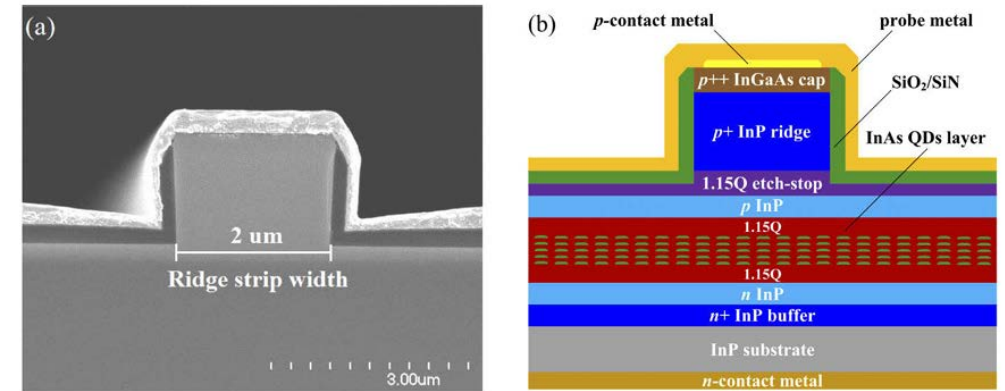 (a)
2 um
Ridge strip width
3.00um
(b)
p-contact metal
probe metal
p++ InGaAs cap
SiO₂/SiN
p+ InP ridge
InAs QDs layer
1.15Q etch-stop
p InP
1.15Q
1.15Q
n InP
n+ InP buffer
InP substrate
n-contact metal